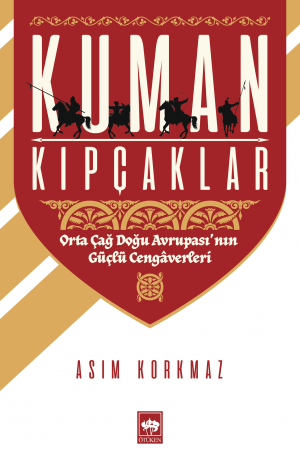 KUMAN
KIPÇAKLAR
Orta Çağ Doğu Avrupası'nın
Güçlü Cengâverleri
ASIM KORKMAZ
ÖTÜKEN